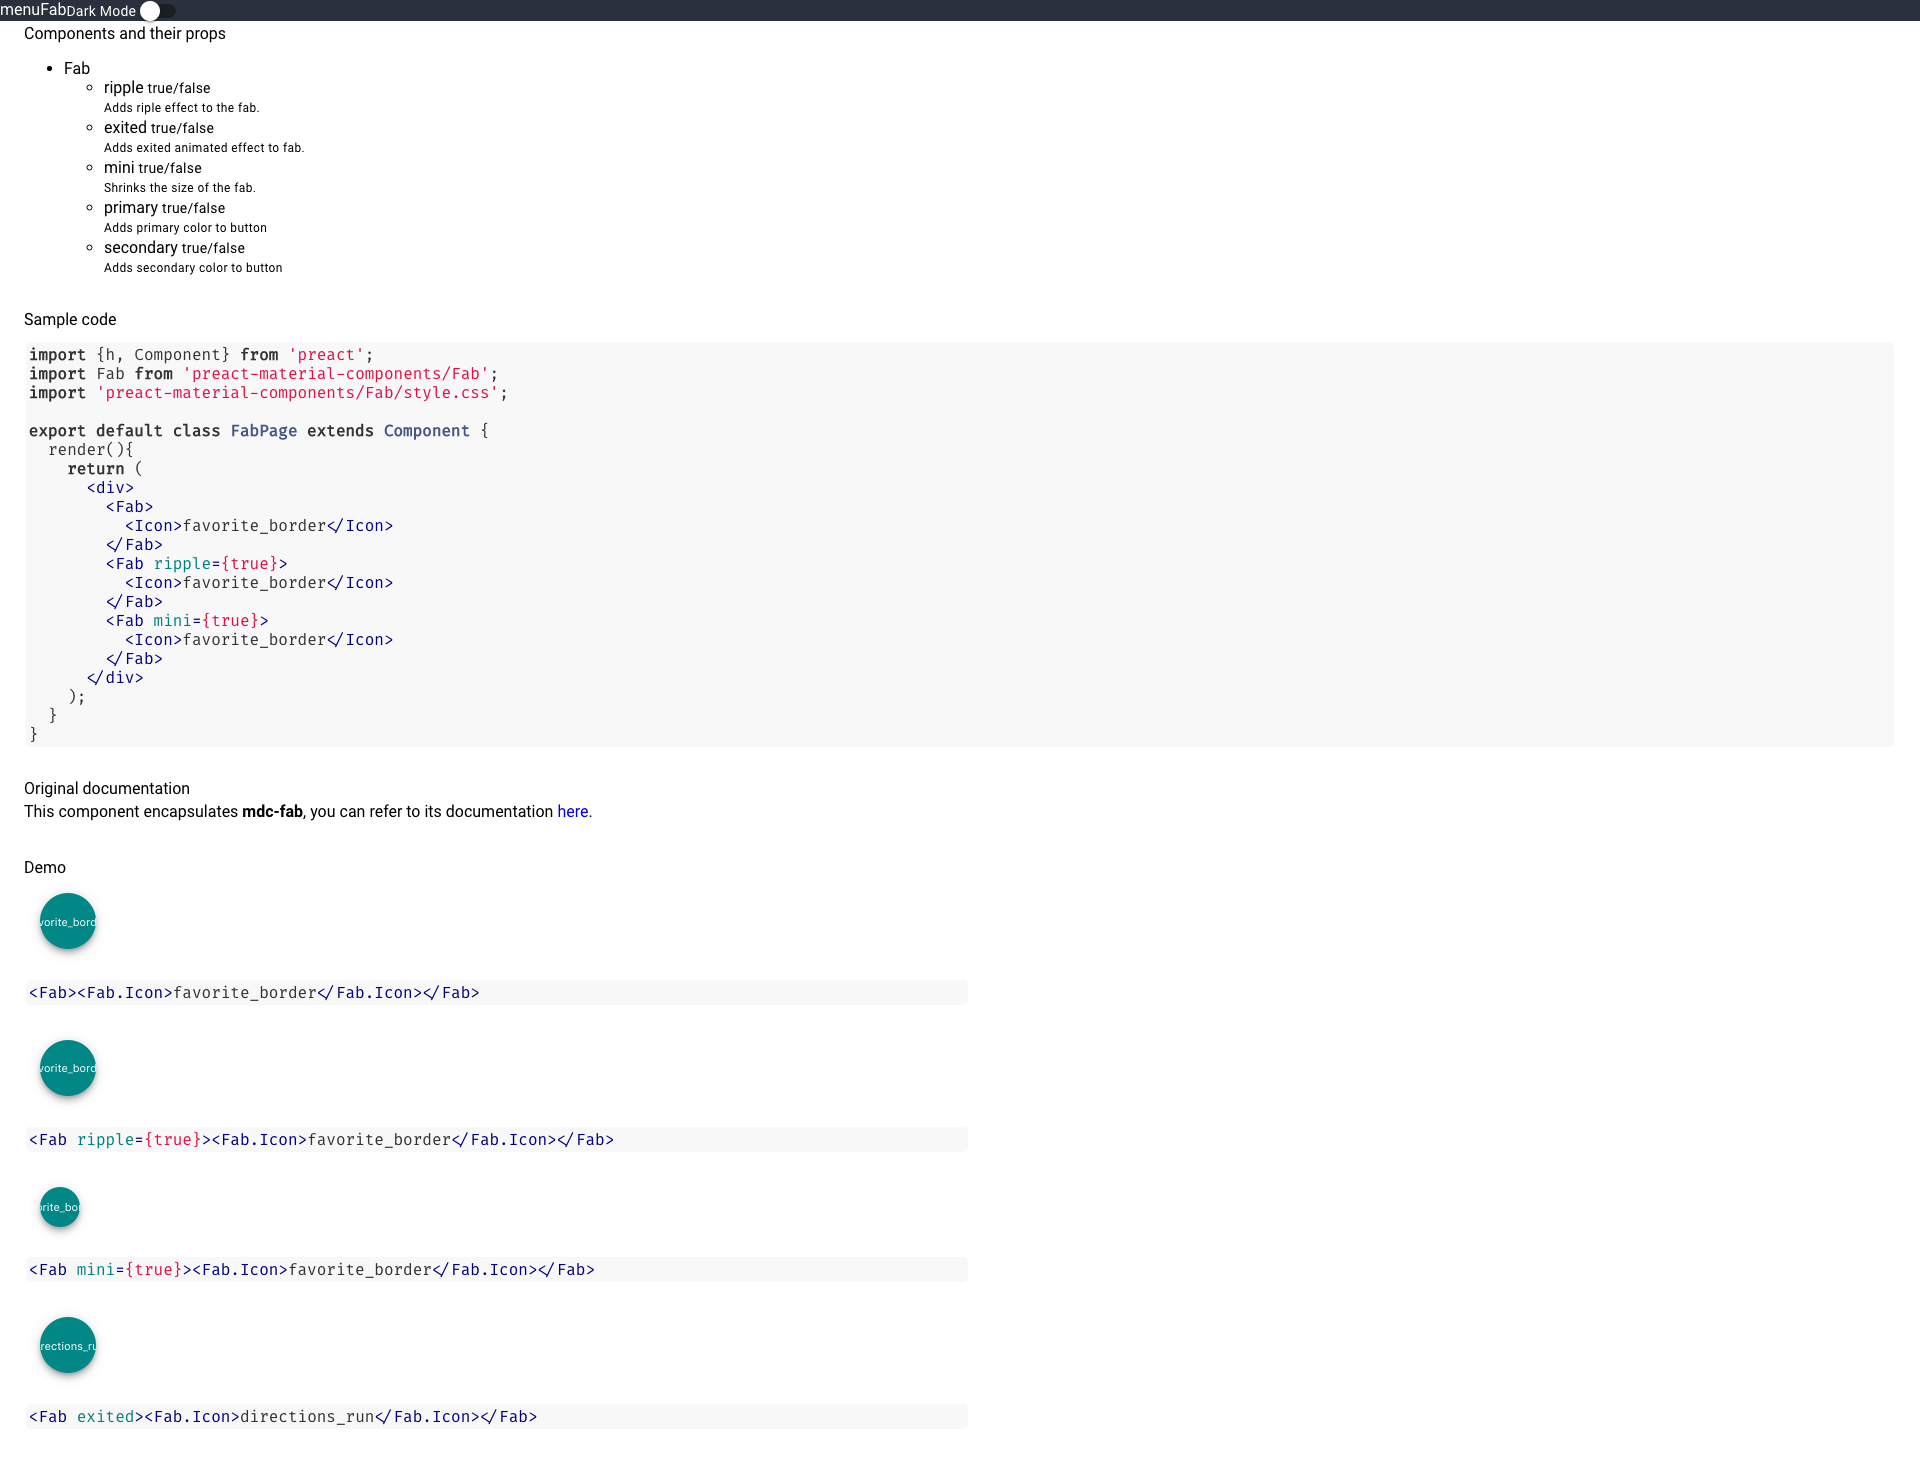 menuFabDark Mode
Components and their props
Fab
ripple true/false
Adds riple effect to the fab.
exited true/false
Adds exited animated effect to fab.
mini true/false
Shrinks the size of the fab.
primary true/false
Adds primary color to button
secondary true/false
Adds secondary color to button
Sample code
import {h, Component} from 'preact';
import Fab from 'preact-material-components/Fab';
import 'preact-material-components/Fab/style.css';
export default class FabPage extends Component {
render(){
return (
<div>
<Fab>
<Icon>favorite_border</Icon>
</Fab>
<Fab ripple={true}>
<Icon>favorite_border</Icon>
</Fab>
<Fab mini={true}>
<Icon>favorite_border</Icon>
</Fab>
</div>
);
}
}
Original documentation
This component encapsulates mdc-fab, you can refer to its documentation here.
Demo
vorite_bord
<Fab><Fab.Icon>favorite_border</Fab.Icon></Fab>
vorite_bord
<Fab ripple={true}><Fab.Icon>favorite_border</Fab.Icon></Fab>
orite_bor
<Fab mini={true}><Fab.Icon>favorite_border</Fab.Icon></Fab>
rections_ru
<Fab exited><Fab.Icon>directions_run</Fab.Icon></Fab>